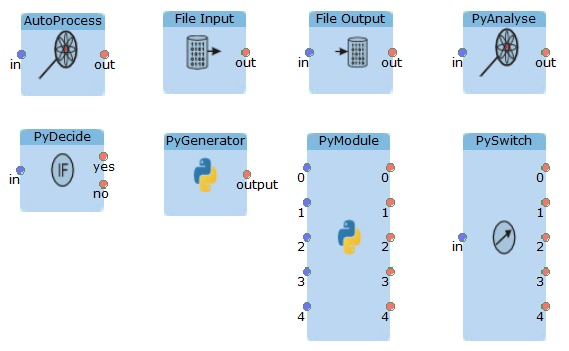 AutoProcess
in
out
File Input
out
File Output
in
out
PyAnalyse
in
out
PyDecide
in
IF
yes
no
PyGenerator
output
PyModule
0 0
1 1
2 2
3 3
4 4
PySwitch
in
0
1
2
3
4